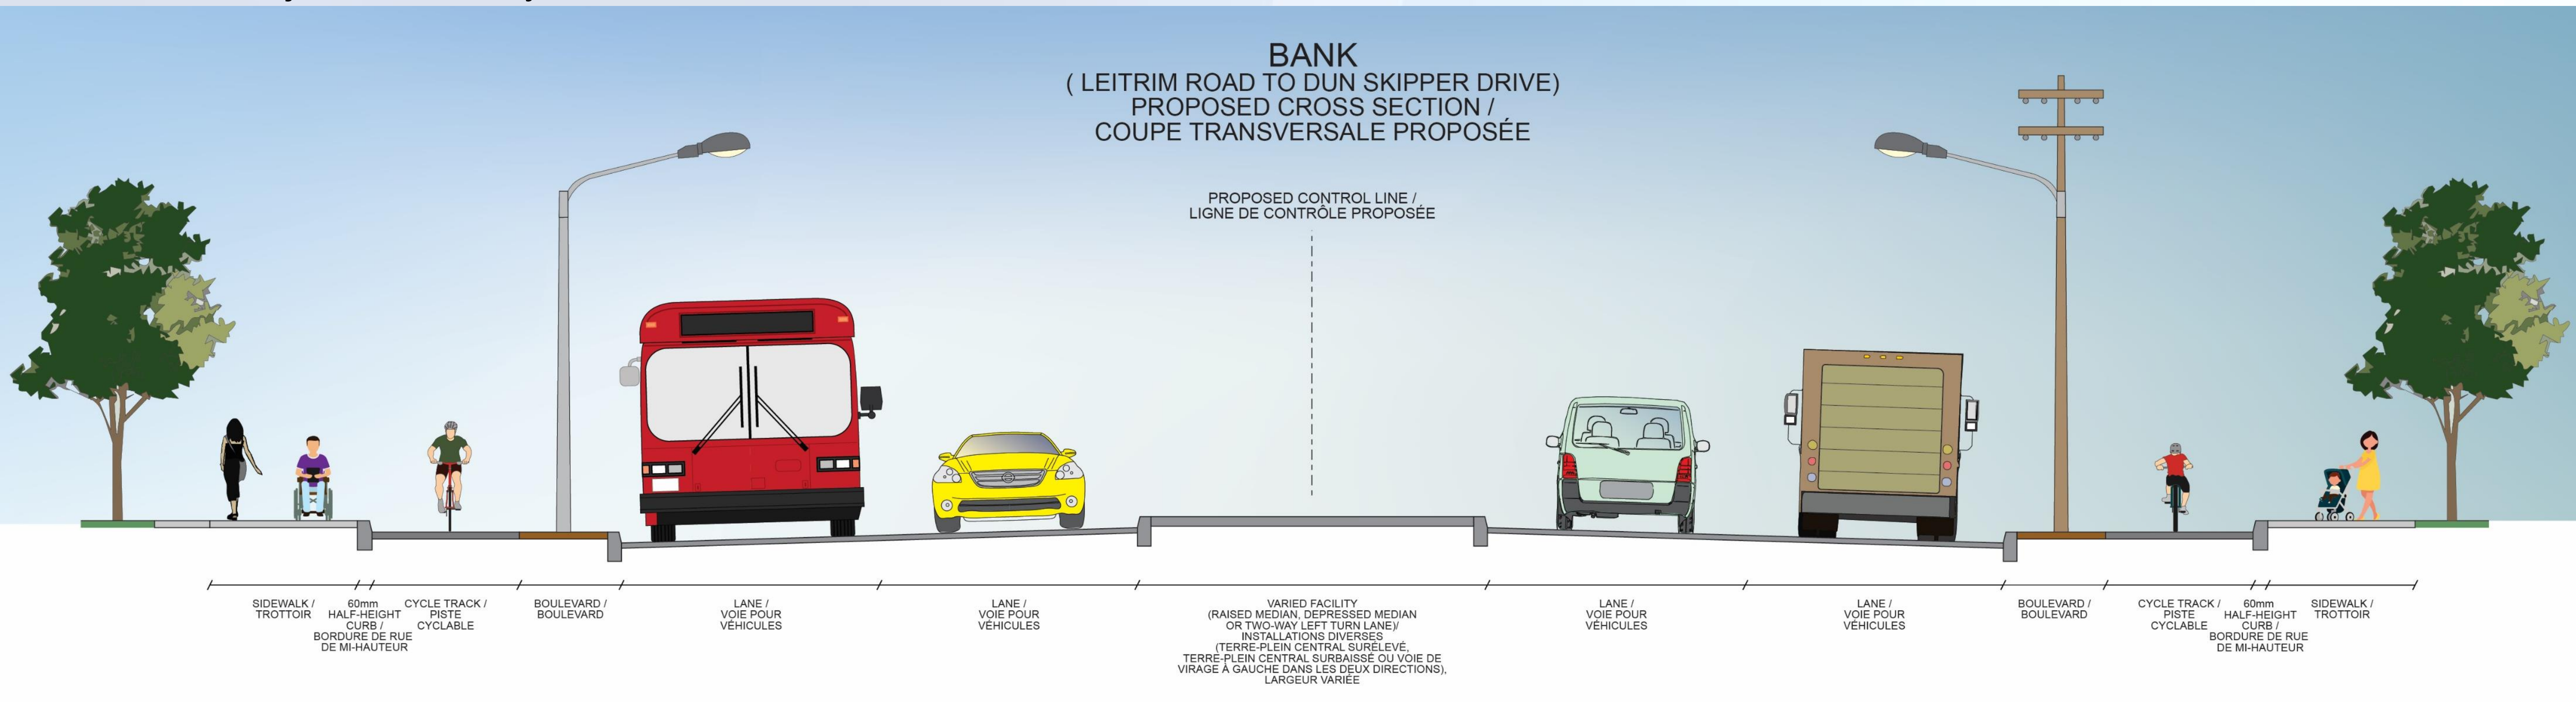 BANK
( LEITRIM ROAD TO DUN SKIPPER DRIVE)
PROPOSED CROSS SECTION /
COUPE TRANSVERSALE PROPOSÉE
PROPOSED CONTROL LINE /
LIGNE DE CONTRÔLE PROPOSÉE
SIDEWALK /
TROTTOIR
60mm
HALF-HEIGHT
CURB /
BORDURE DE RUE
DE MI-HAUTEUR
CYCLE TRACK /
PISTE
CYCLABLE
BOULEVARD /
BOULEVARD
LANE /
VOIE POUR
VÉHICULES
LANE /
VOIE POUR
VÉHICULES
VARIED FACILITY
(RAISED MEDIAN, DEPRESSED MEDIAN
OR TWO-WAY LEFT TURN LANE)/
INSTALLATIONS DIVERSES
(TERRE-PLEIN CENTRAL SURÉLEVÉ,
TERRE-PLEIN CENTRAL SURBAISSÉ OU VOIE DE
VIRAGE À GAUCHE DANS LES DEUX DIRECTIONS),
LARGEUR VARIÉE
LANE /
VOIE POUR
VÉHICULES
LANE /
VOIE POUR
VÉHICULES
BOULEVARD /
BOULEVARD
CYCLE TRACK /
PISTE
CYCLABLE
60mm
HALF-HEIGHT
CURB /
BORDURE DE RUE
DE MI-HAUTEUR
SIDEWALK /
TROTTOIR